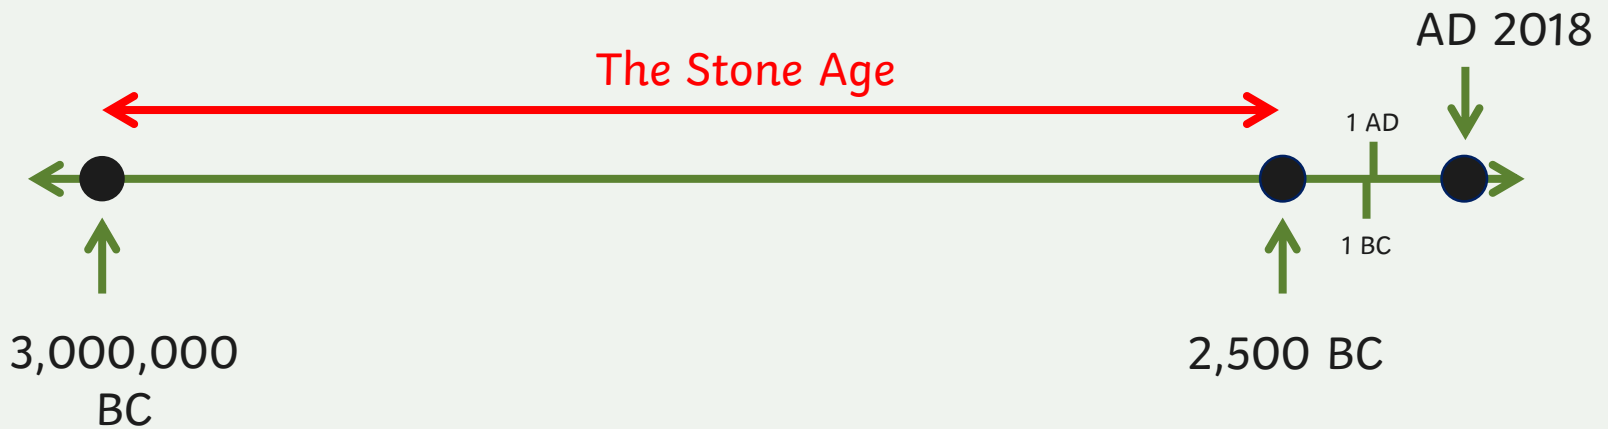 AD 2018
The Stone Age
1 AD
1 BC
3,000,000
BC
2,500 BC